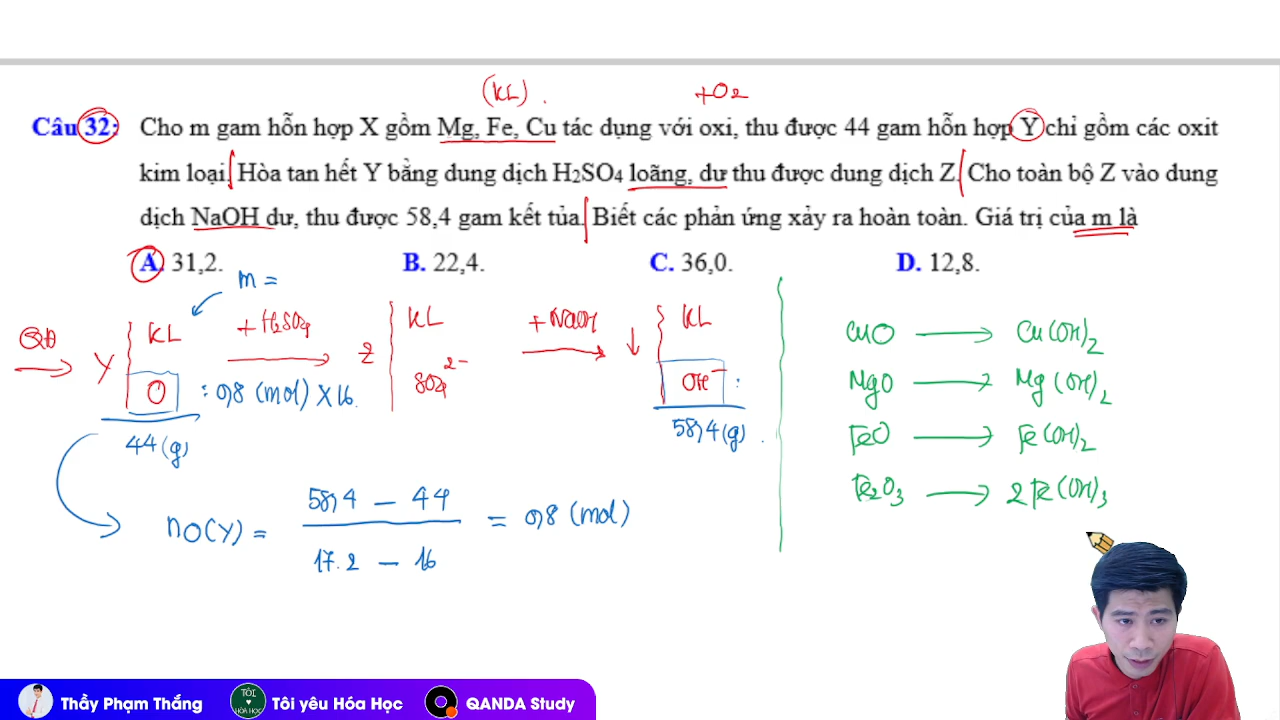 (KL).
+O2
Câu 32: Cho m gam hỗn hợp X gồm Mg, Fe, Cu tác dụng với oxi, thu được 44 gam hỗn hợp Y chỉ gồm các oxit
kim loại. Hòa tan hết Y bằng dung dịch H2SO4 loãng, dư thu được dung dịch Z. Cho toàn bộ Z vào dung
dịch NaOH dư, thu được 58,4 gam kết tủa. Biết các phản ứng xảy ra hoàn toàn. Giá trị của m là
A. 31,2. B. 22,4. C. 36,0. D. 12,8.
m =
Y KL + H2SO4 Z KL + NaOH ↓ KL
O : 0,8 (mol) x 16. SO4 2- OH- :
44 (g) 58,4 (g).
nO(Y) = 58,4 - 44 / 17.2 - 16 = 0,8 (mol)
CuO → Cu(OH)2
MgO → Mg(OH)2
FeO → Fe(OH)2
Fe2O3 → 2Fe(OH)3
Thầy Phạm Thắng
TÔI ♥ HÓA HỌC
Tôi yêu Hóa Học
QANDA Study